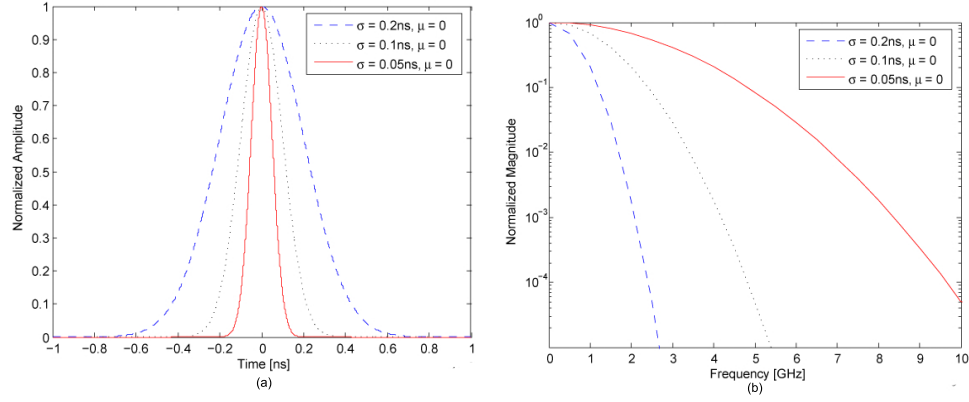 1
0.9
0.8
0.7
0.6
0.5
0.4
0.3
0.2
0.1
0
Normalized Amplitude
σ = 0.2ns, μ = 0
σ = 0.1ns, μ = 0
σ = 0.05ns, μ = 0
−1 −0.8 −0.6 −0.4 −0.2 0 0.2 0.4 0.6 0.8 1
Time [ns]
(a)
10⁰
10⁻¹
10⁻²
10⁻³
10⁻⁴
Normalized Magnitude
σ = 0.2ns, μ = 0
σ = 0.1ns, μ = 0
σ = 0.05ns, μ = 0
0 1 2 3 4 5 6 7 8 9 10
Frequency [GHz]
(b)